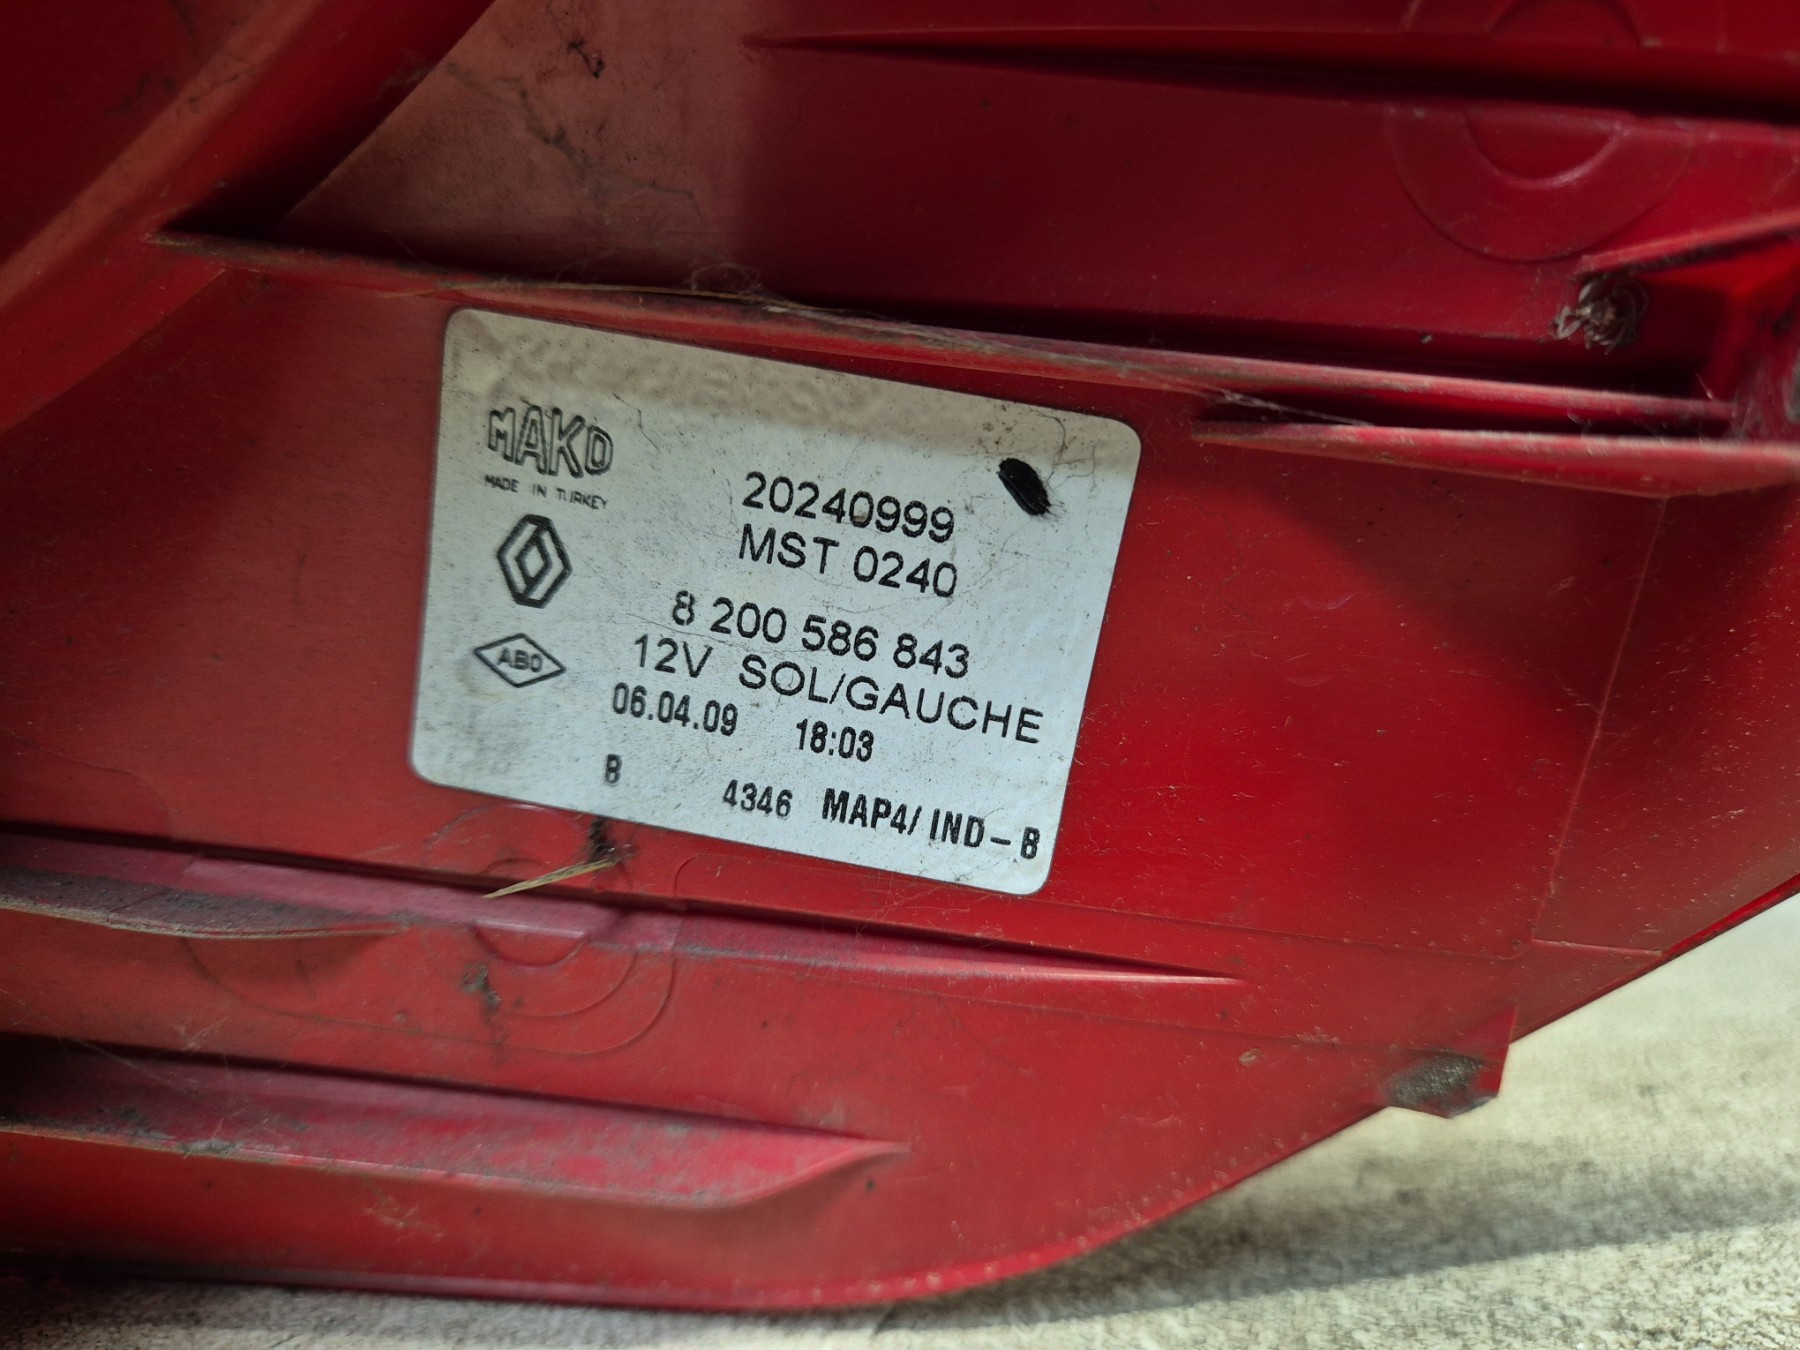 MAKO
MADE IN TURKEY
20240999
MST 0240
8 200 586 843
12V SOL/GAUCHE
ABO
06.04.09 18:03
B 4346 MAP4/ IND-B